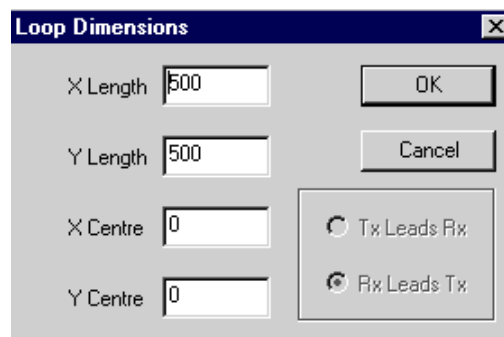 Loop Dimensions
X Length 500
OK
Y Length 500
Cancel
X Centre 0
Tx Leads Rx
Rx Leads Tx
Y Centre 0